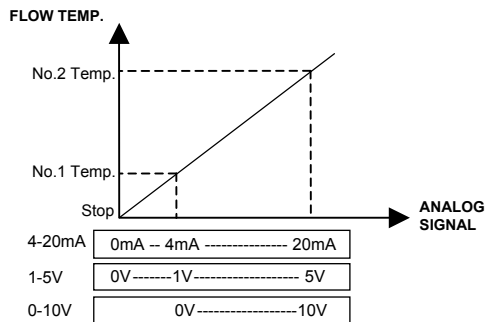 FLOW TEMP.
No.2 Temp.
No.1 Temp.
Stop
ANALOG
SIGNAL
4-20mA 0mA -- 4mA --------------- 20mA
1-5V 0V-------1V------------------- 5V
0-10V 0V------------------10V